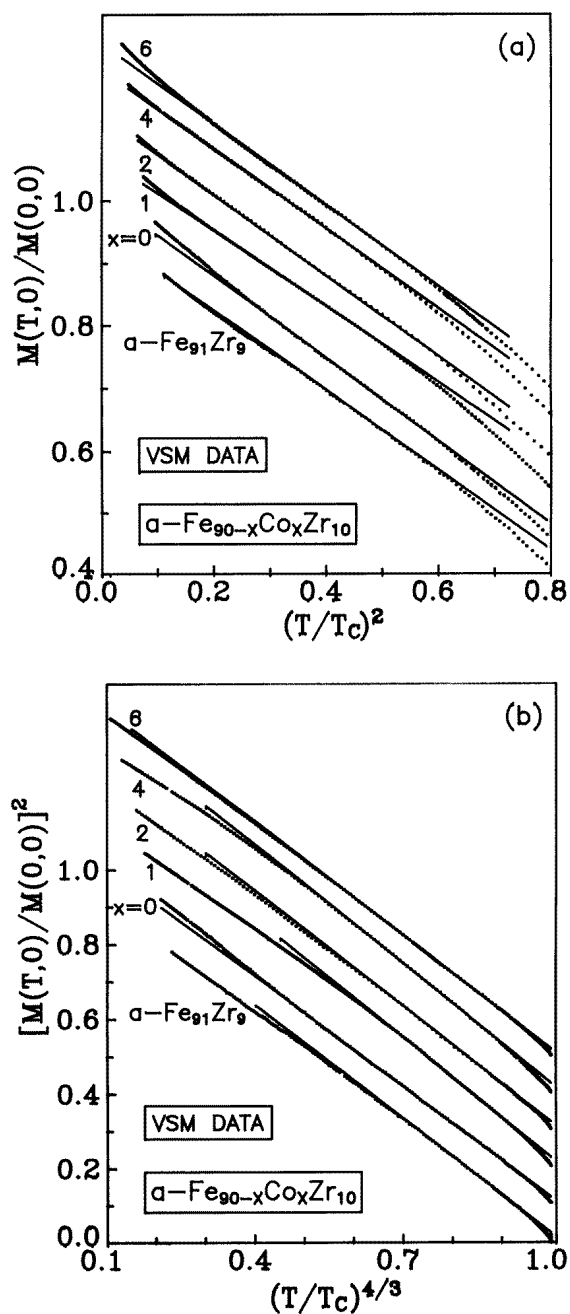 (a)
6
4
2
1
x=0
a-Fe₉₁Zr₉
VSM DATA
a-Fe₉₀₋ₓCoₓZr₁₀
M(T,0)/M(0,0)
1.0
0.8
0.6
0.4
0.0 0.2 0.4 0.6 0.8
(T/T_C)²
(b)
6
4
2
1
x=0
a-Fe₉₁Zr₉
VSM DATA
a-Fe₉₀₋ₓCoₓZr₁₀
[M(T,0)/M(0,0)]²
1.0
0.8
0.6
0.4
0.2
0.0
0.1 0.4 0.7 1.0
(T/T_C)^4/3